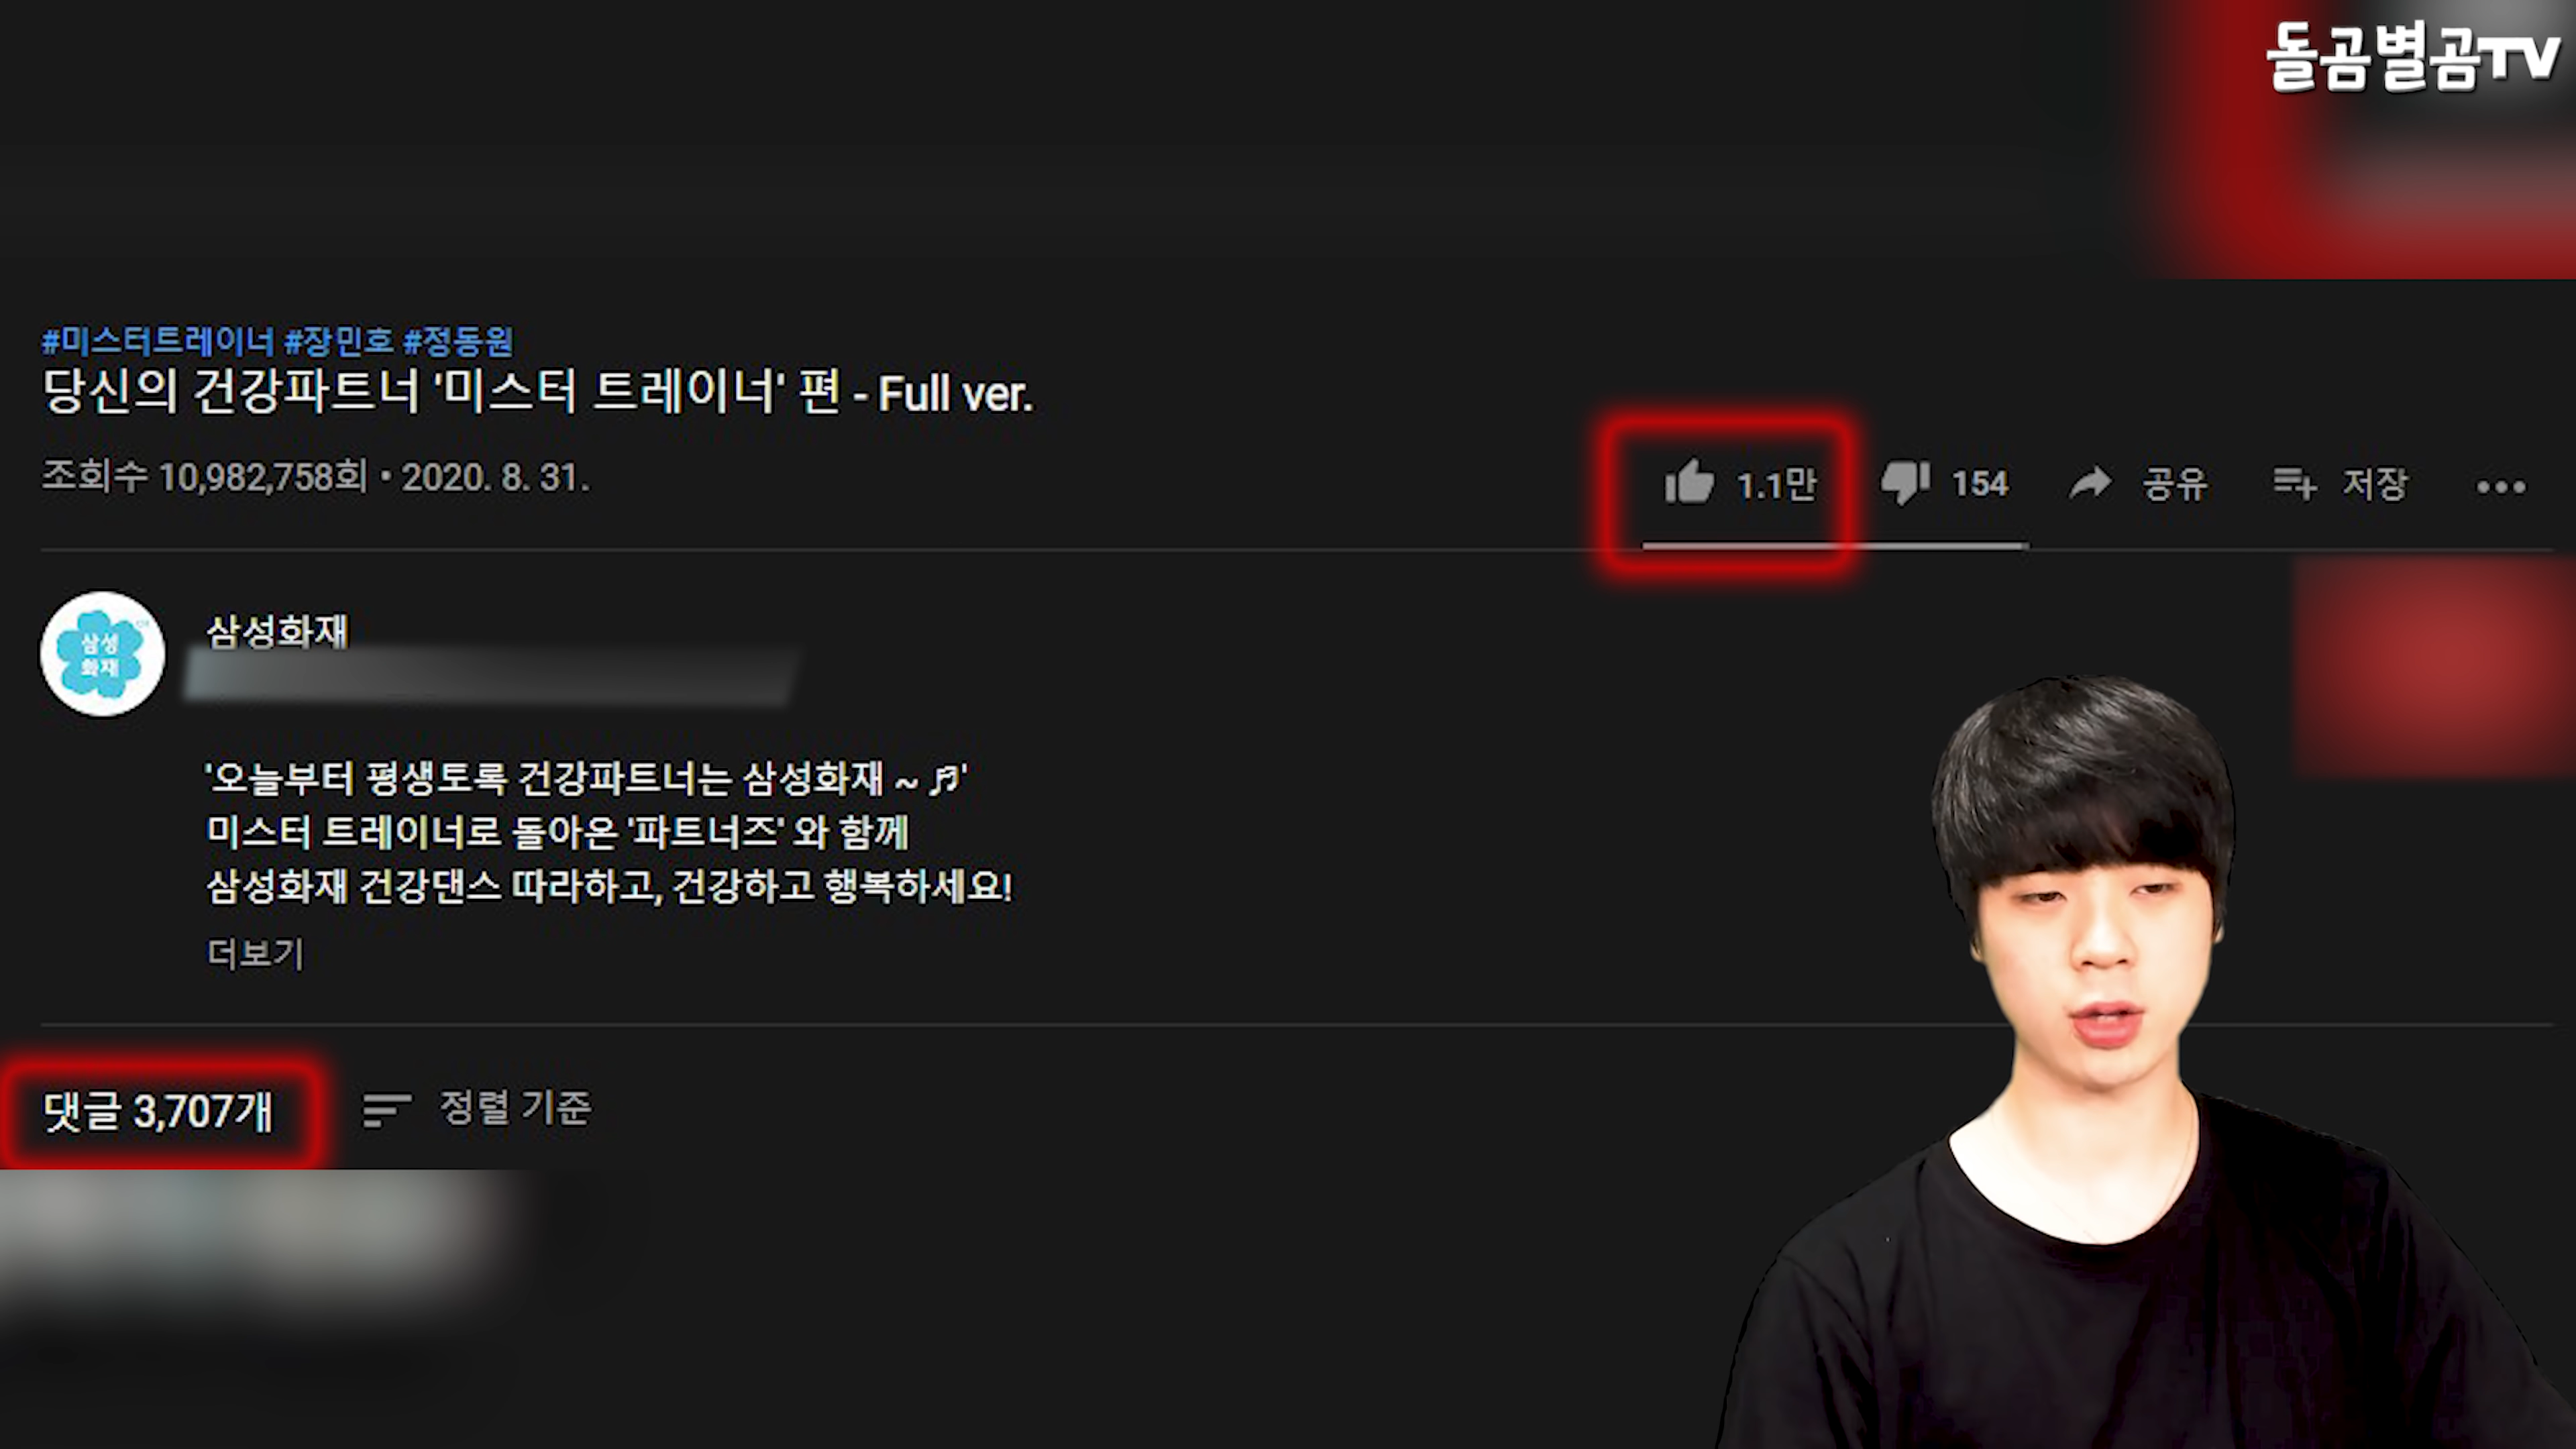 돌곰별곰TV
#미스터트레이너 #장민호 #정동원
당신의 건강파트너 '미스터 트레이너' 편 - Full ver.
조회수 10,982,758회 • 2020. 8. 31.
1.1만 154 공유 저장
삼성
화재
삼성화재
'오늘부터 평생토록 건강파트너는 삼성화재 ~ ♬'
미스터 트레이너로 돌아온 '파트너즈' 와 함께
삼성화재 건강댄스 따라하고, 건강하고 행복하세요!
더보기
댓글 3,707개 정렬 기준